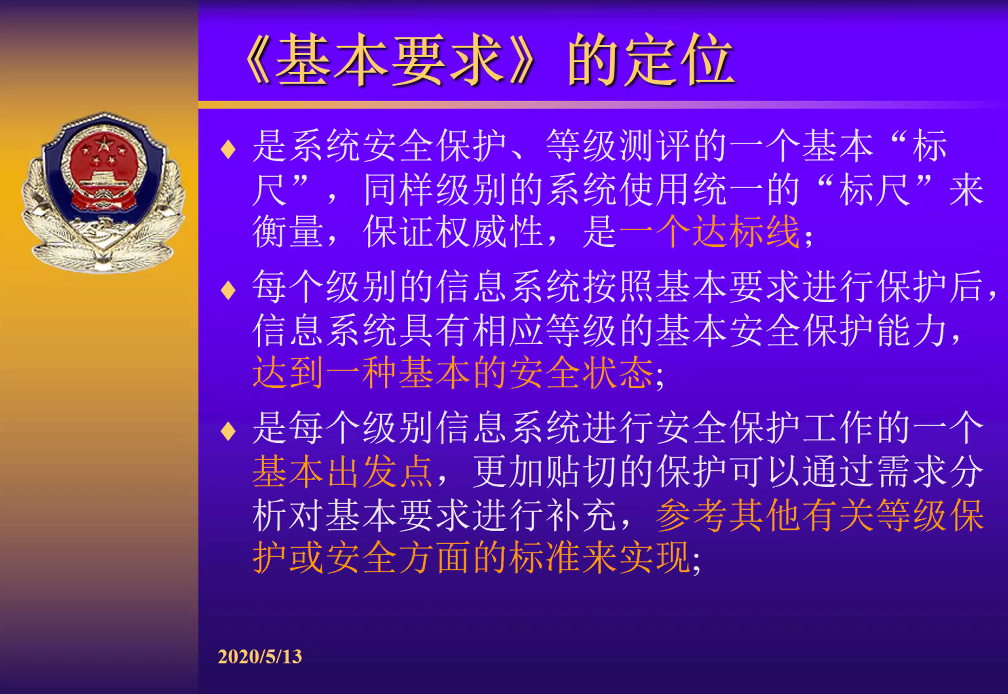 《基本要求》的定位
是系统安全保护、等级测评的一个基本“标
尺”，同样级别的系统使用统一的“标尺”来
衡量，保证权威性，是一个达标线；
每个级别的信息系统按照基本要求进行保护后，
信息系统具有相应等级的基本安全保护能力，
达到一种基本的安全状态;
是每个级别信息系统进行安全保护工作的一个
基本出发点，更加贴切的保护可以通过需求分
析对基本要求进行补充，参考其他有关等级保
护或安全方面的标准来实现;
2020/5/13